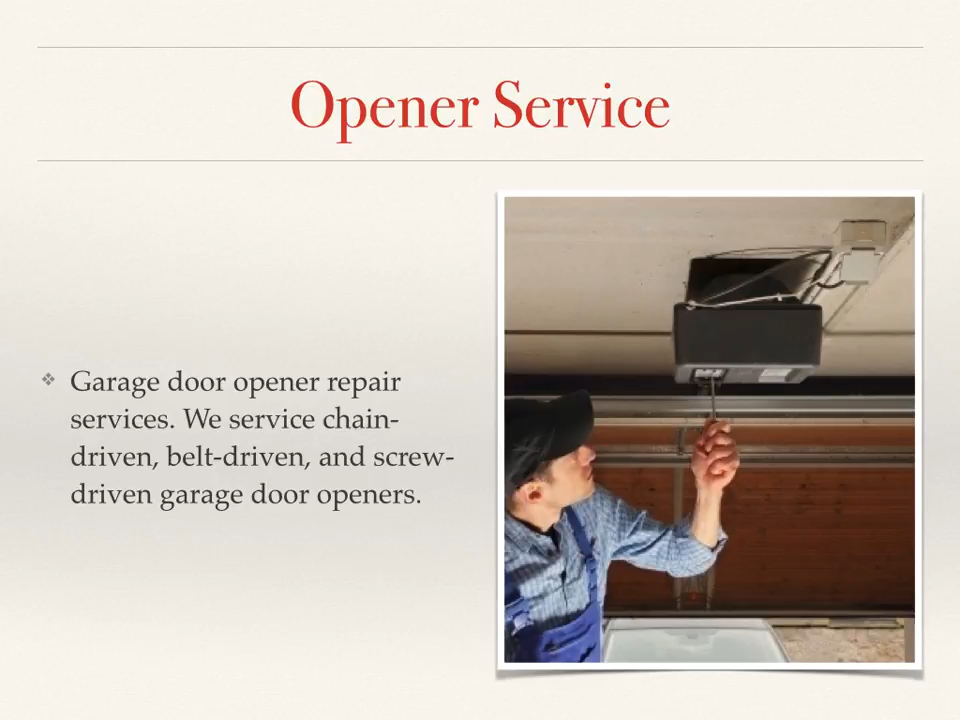 Opener Service
❖ Garage door opener repair
services. We service chain-
driven, belt-driven, and screw-
driven garage door openers.